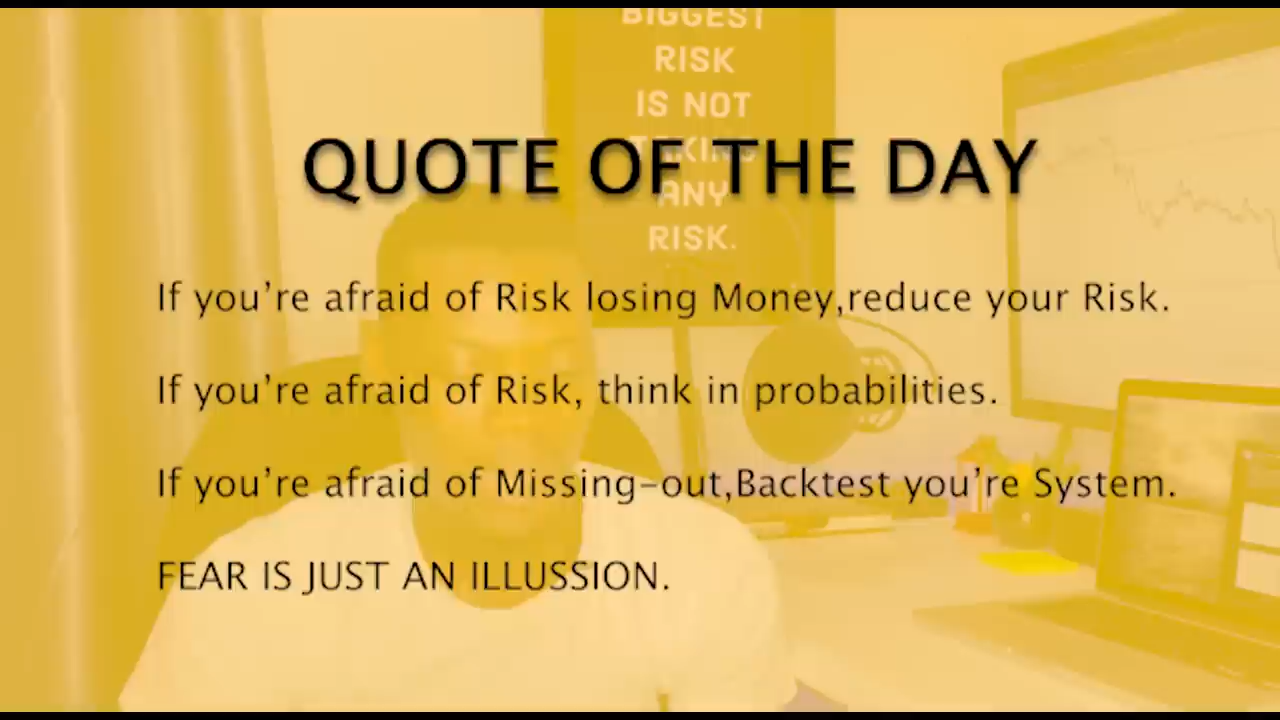 BIGGEST
RISK
IS NOT
TAKING
ANY
RISK.
QUOTE OF THE DAY
If you’re afraid of Risk losing Money,reduce your Risk.
If you’re afraid of Risk, think in probabilities.
If you’re afraid of Missing-out,Backtest you’re System.
FEAR IS JUST AN ILLUSSION.